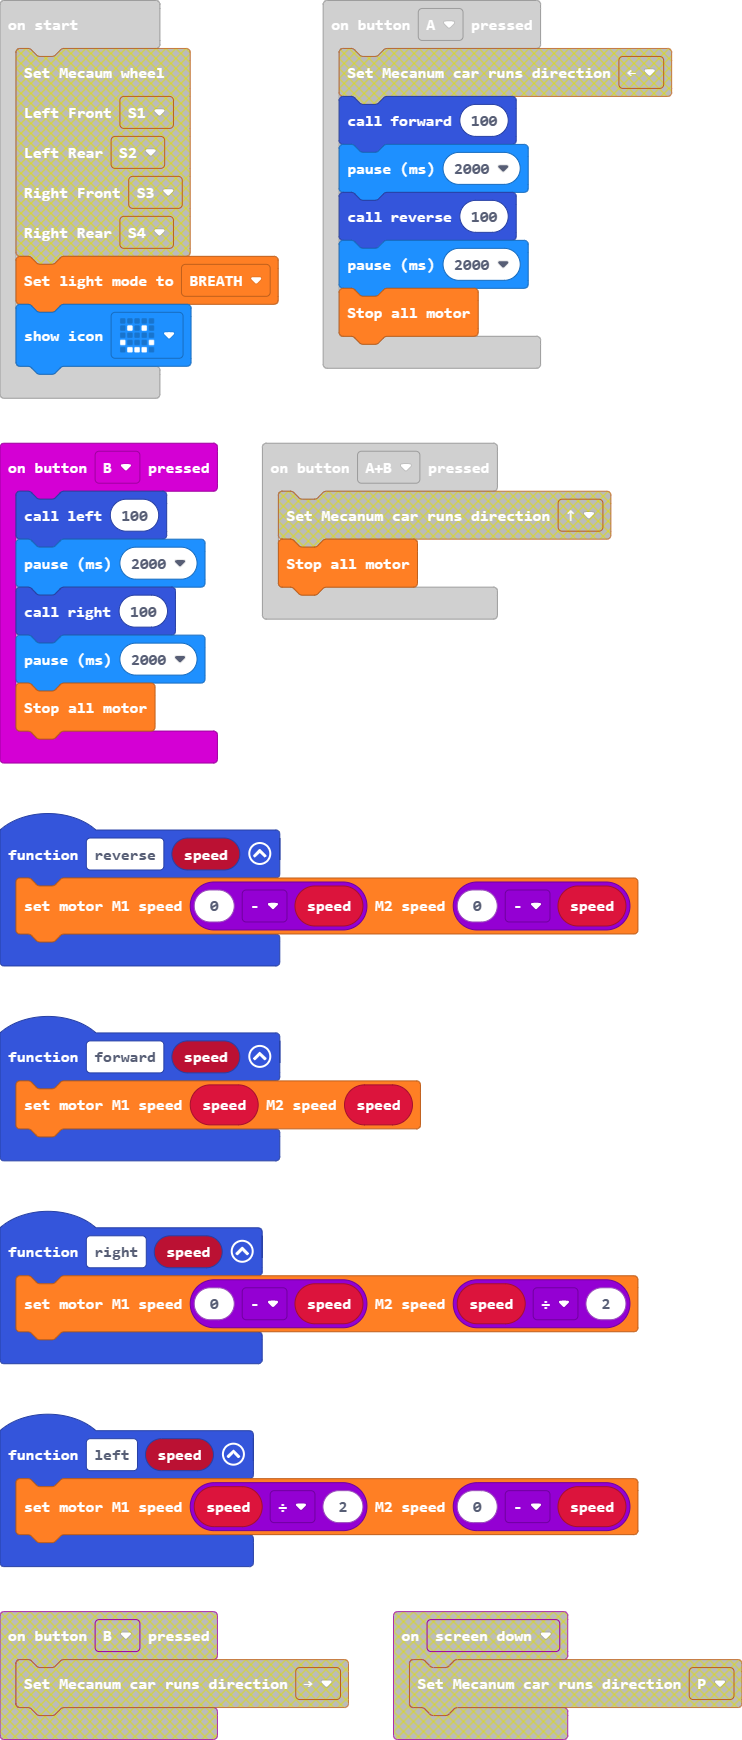 on start
Set Mecaum wheel
Left Front S1
Left Rear S2
Right Front S3
Right Rear S4
Set light mode to BREATH
show icon
on button A pressed
Set Mecanum car runs direction ←
call forward 100
pause (ms) 2000
call reverse 100
pause (ms) 2000
Stop all motor
on button B pressed
call left 100
pause (ms) 2000
call right 100
pause (ms) 2000
Stop all motor
on button A+B pressed
Set Mecanum car runs direction ↑
Stop all motor
function reverse speed
set motor M1 speed 0 - speed M2 speed 0 - speed
function forward speed
set motor M1 speed speed M2 speed speed
function right speed
set motor M1 speed 0 - speed M2 speed speed ÷ 2
function left speed
set motor M1 speed speed ÷ 2 M2 speed 0 - speed
on button B pressed
Set Mecanum car runs direction →
on screen down
Set Mecanum car runs direction P